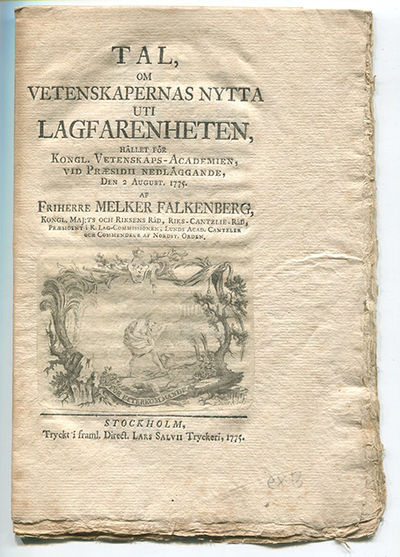 TAL,
OM
VETENSKAPERNAS NYTTA
UTI
LAGFARENHETEN,
HÅLLET FÖR
KONGL. VETENSKAPS-ACADEMIEN,
VID PRÆSIDII NEDLÄGGANDE,
DEN 2 AUGUST. 1775.
AF
FRIHERRE MELKER FALKENBERG,
KONGL. MAJ:TS OCH RIKSENS RÅD, RIKS-CANTZLIE-RÅD,
PRÆSIDENT I K. LAG-COMMISSIONEN, LUNDS ACAD. CANTZLER
OCH COMMENDEUR AF NORDST. ORDEN.
FÖR EFTERKOMMANDE
STOCKHOLM,
Tryckt i framl. Direct. LARS SALVII Tryckeri, 1775.